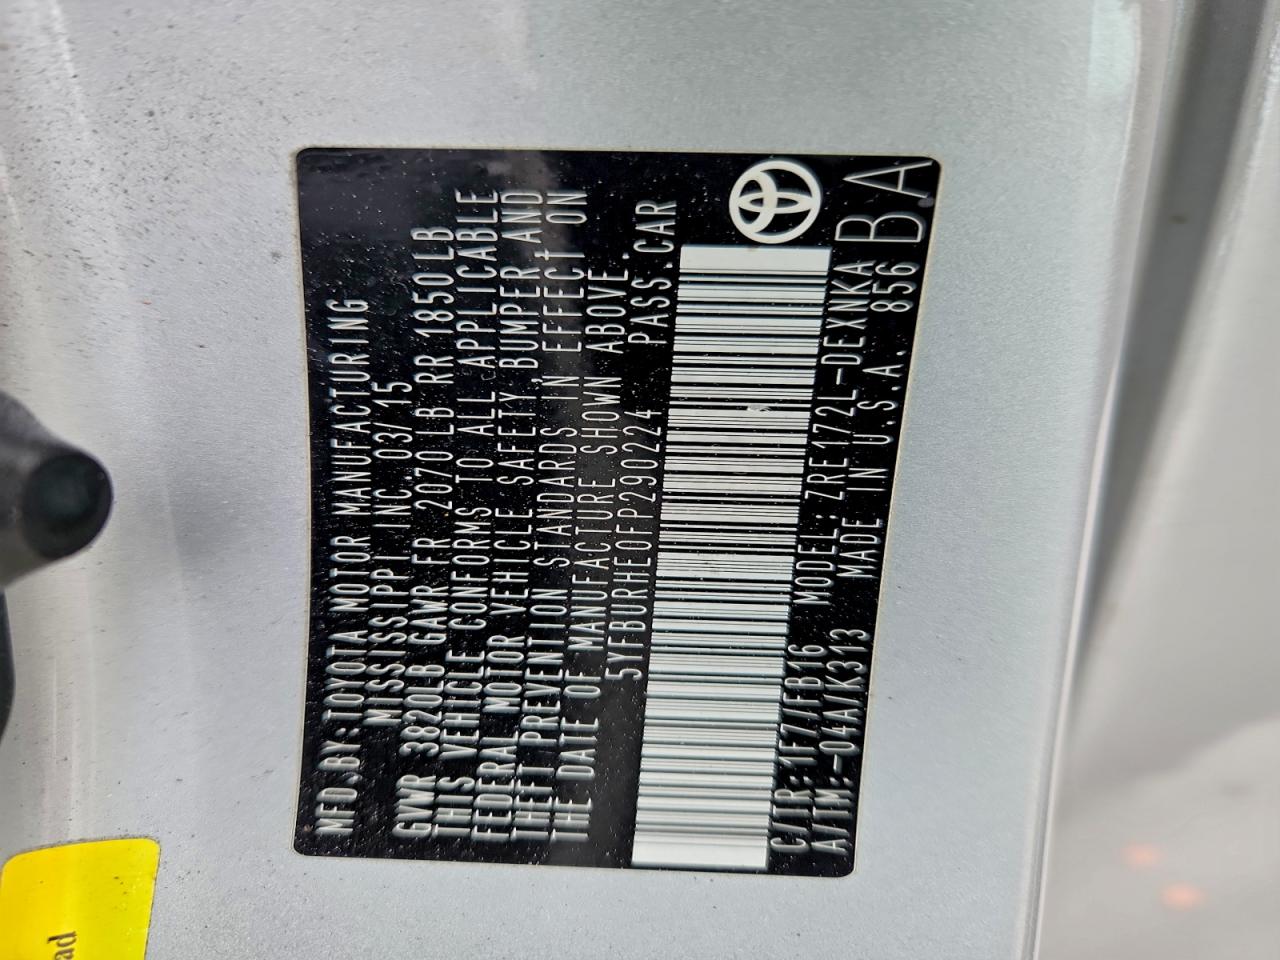 MFD.BY:TOYOTA MOTOR MANUFACTURING
MISSISSIPPI,INC 03/15
GVWR 3820LB GAWR FR 2070LB RR 1850LB
THIS VEHICLE CONFORMS TO ALL APPLICABLE
FEDERAL MOTOR VEHICLE SAFETY,BUMPER,AND
THEFT PREVENTION STANDARDS IN EFFECT ON
THE DATE OF MANUFACTURE SHOWN ABOVE.
5YFBURHE0FP290224 PASS.CAR
C/TR:1F7/FB16 MODEL:ZRE172L-DEXNKA
A/TM:-04A/K313 MADE IN U.S.A. 856
BA
ad